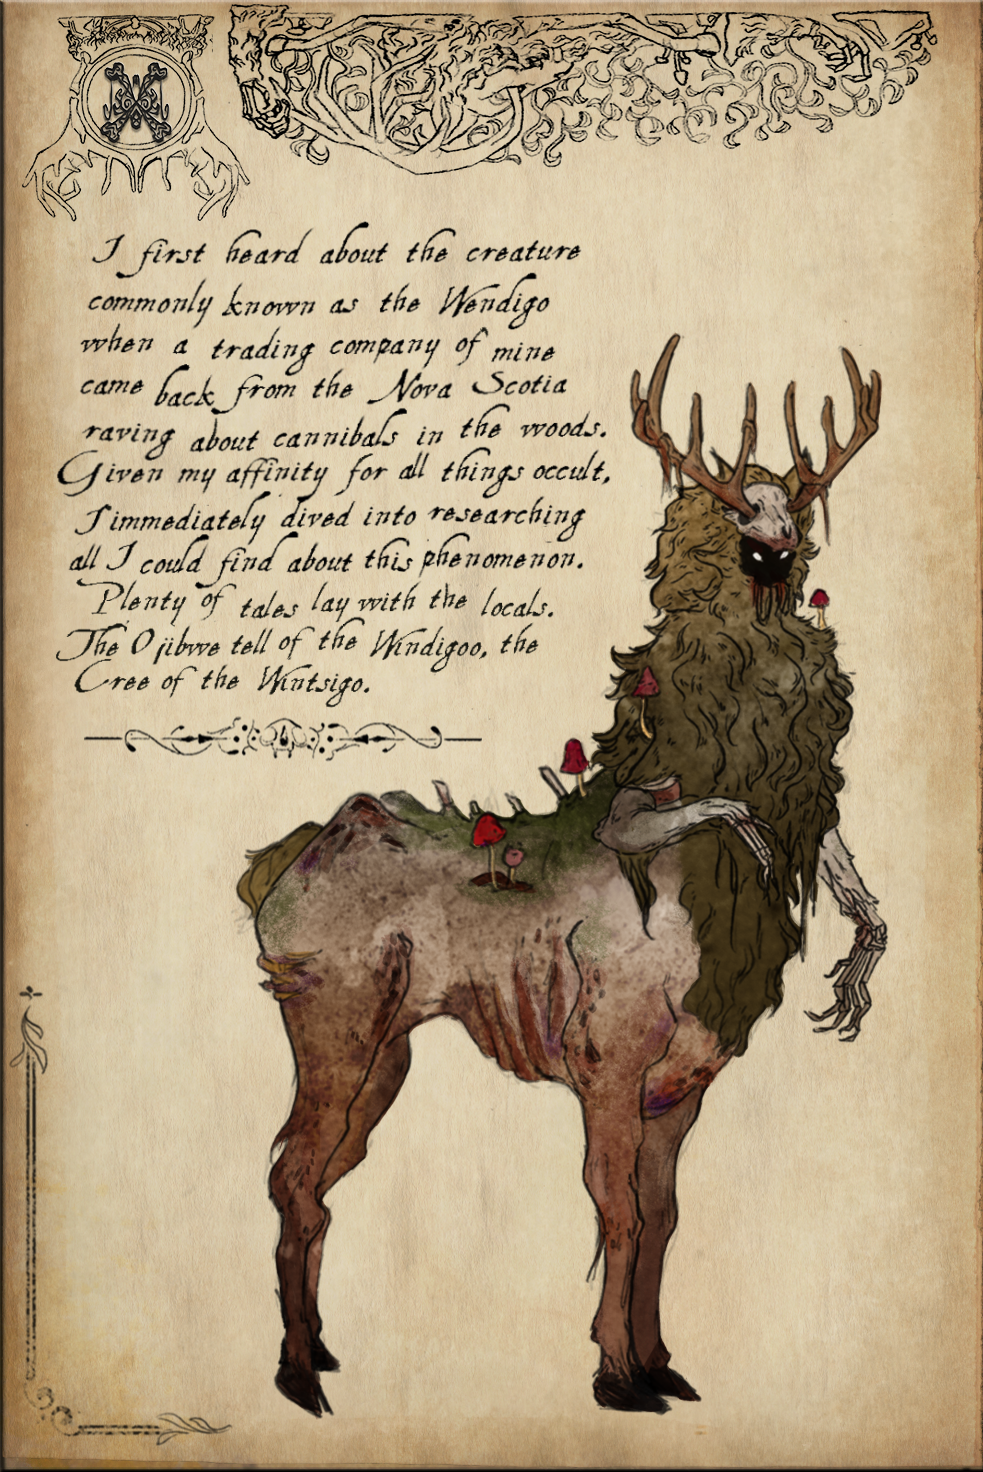 I first heard about the creature
commonly known as the Wendigo
when a trading company of mine
came back from the Nova Scotia
raving about cannibals in the woods.
Given my affinity for all things occult,
I immediately dived into researching
all I could find about this phenomenon.
Plenty of tales lay with the locals.
The Ojibwe tell of the Windigoo, the
Cree of the Wintsigo.